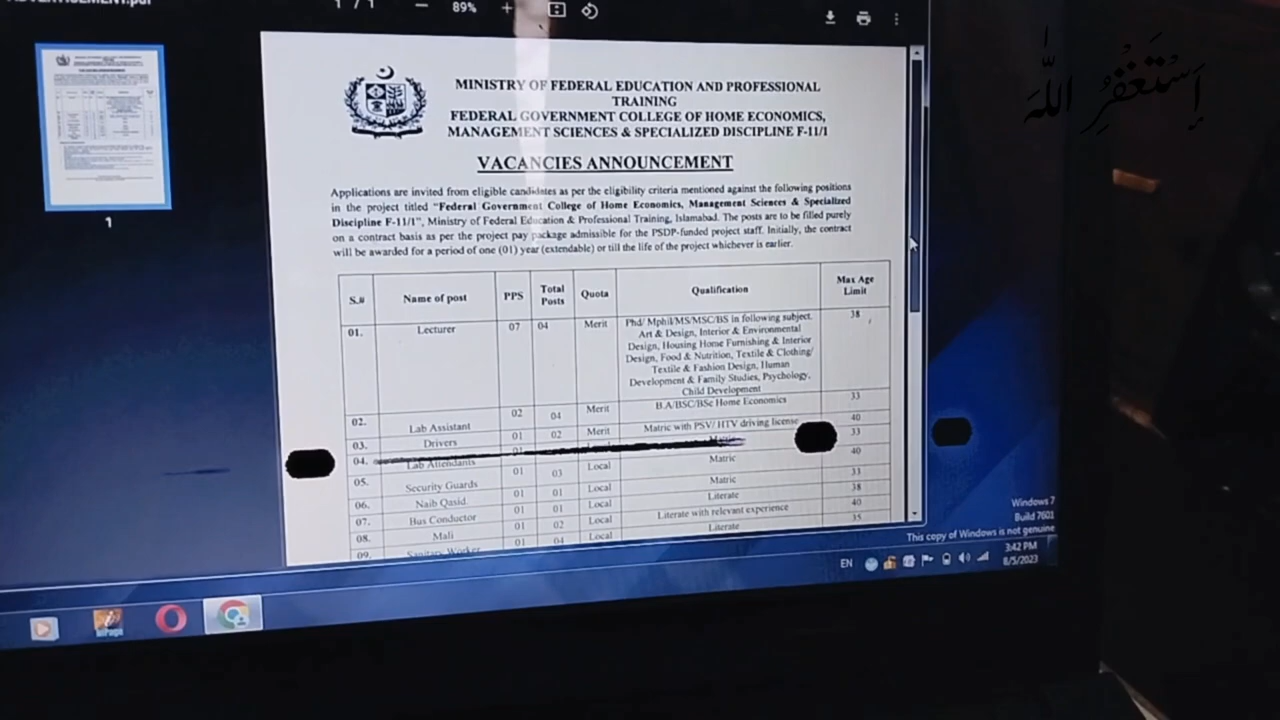 1 / 1 — 89% +
إِسْتَغْفِرُ اللَّهَ
MINISTRY OF FEDERAL EDUCATION AND PROFESSIONAL
TRAINING
FEDERAL GOVERNMENT COLLEGE OF HOME ECONOMICS,
MANAGEMENT SCIENCES & SPECIALIZED DISCIPLINE F-11/1
VACANCIES ANNOUNCEMENT
Applications are invited from eligible candidates as per the eligibility criteria mentioned against the following positions
in the project titled "Federal Government College of Home Economics, Management Sciences & Specialized
Discipline F-11/1", Ministry of Federal Education & Professional Training, Islamabad. The posts are to be filled purely
on a contract basis as per the project pay package admissible for the PSDP-funded project staff. Initially, the contract
will be awarded for a period of one (01) year (extendable) or till the life of the project whichever is earlier.
1
S.# Name of post PPS Total Posts Quota Qualification Max Age Limit
01. Lecturer 07 04 Merit Phd/ Mphil/MS/MSC/BS in following subject. 38
Art & Design, Interior & Environmental
Design, Housing Home Furnishing & Interior
Design, Food & Nutrition, Textile & Clothing/
Textile & Fashion Design, Human
Development & Family Studies, Psychology,
Child Development
02. Lab Assistant 02 04 Merit B.A/BSC/BSc Home Economics 33
03. Drivers 01 02 Merit Matric with PSV/ HTV driving license 40
04. Lab Attendants 01 Matric 33
05. Security Guards 01 03 Local Matric 40
06. Naib Qasid 01 01 Local Matric 33
07. Bus Conductor 01 01 Local Literate 38
08. Mali 01 02 Local Literate with relevant experience 40
09. Sanitary Worker 01 04 Local Literate 35
Windows 7
Build 7601
This copy of Windows is not genuine
EN 3:42 PM
8/5/2023